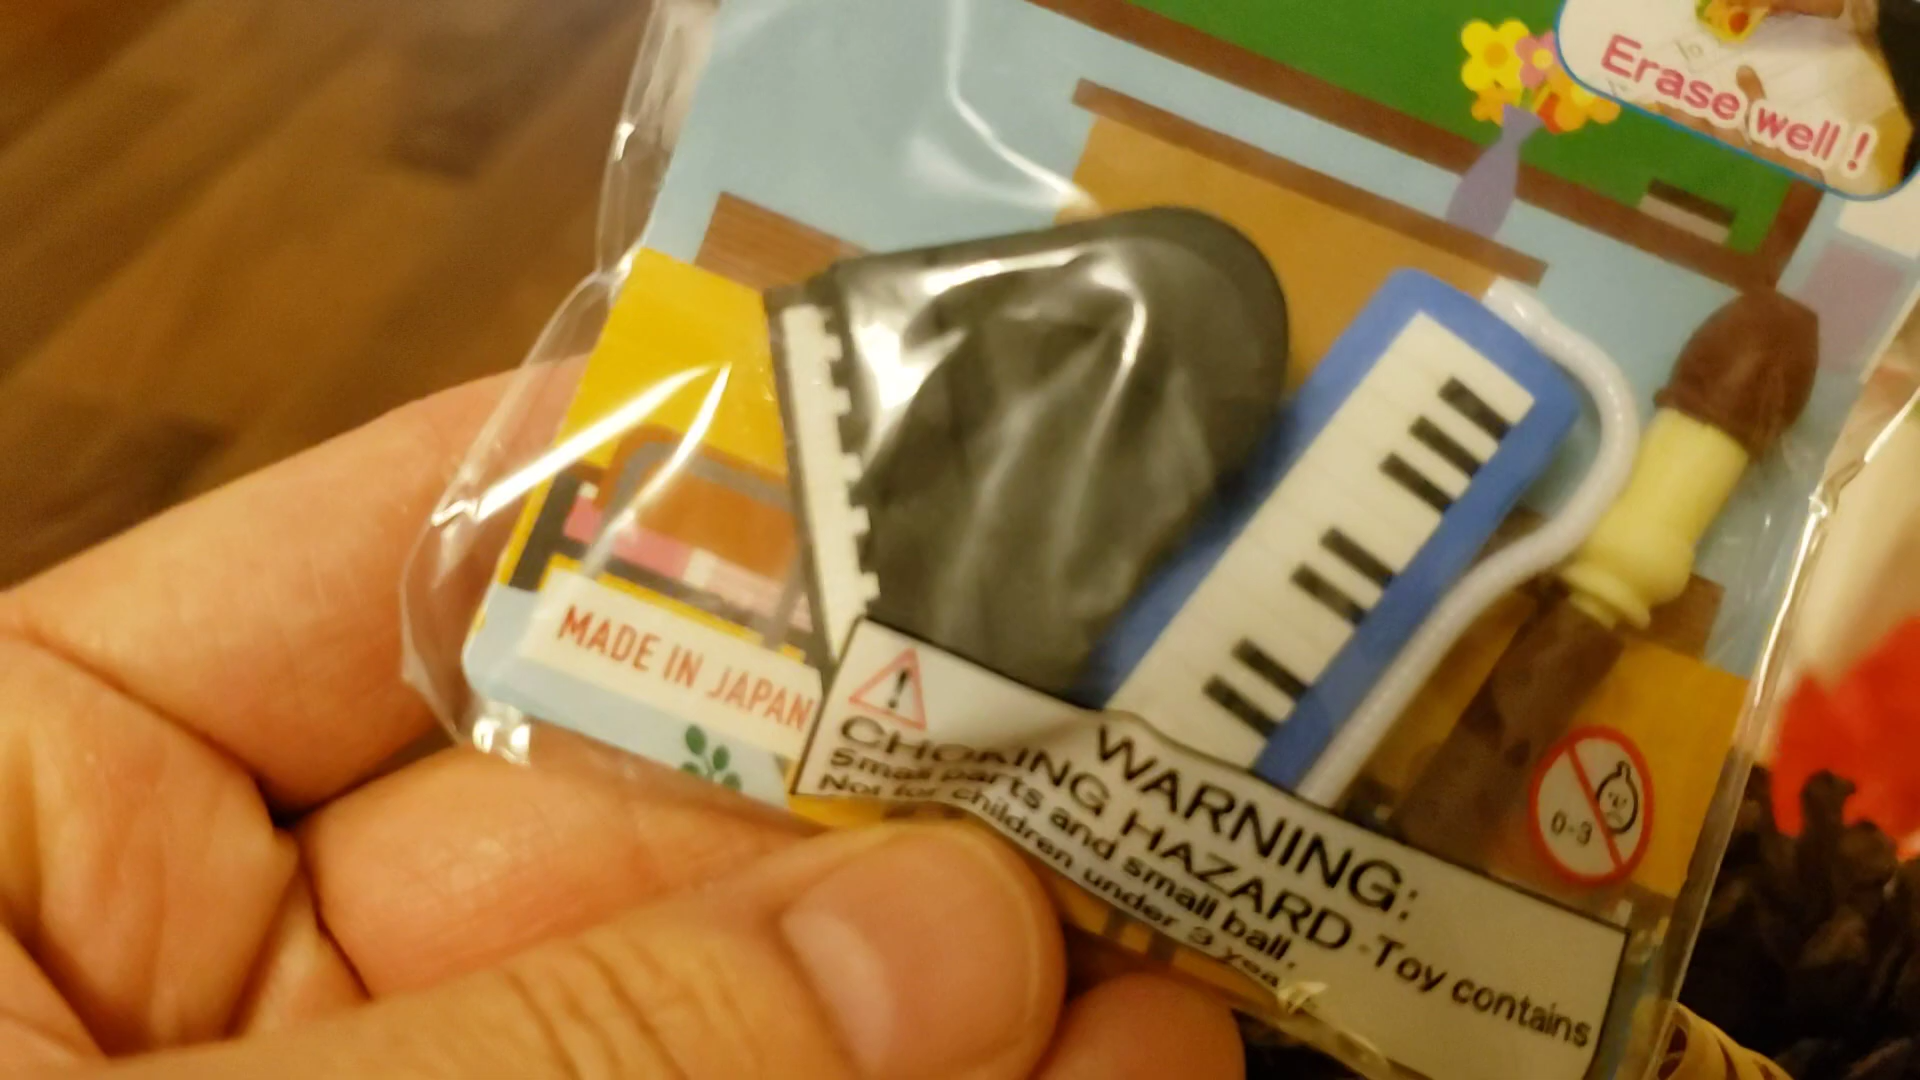 Erase well !
MADE IN JAPAN
WARNING:
CHOKING HAZARD-Toy contains
Small parts and small ball.
Not for children under 3
0-3